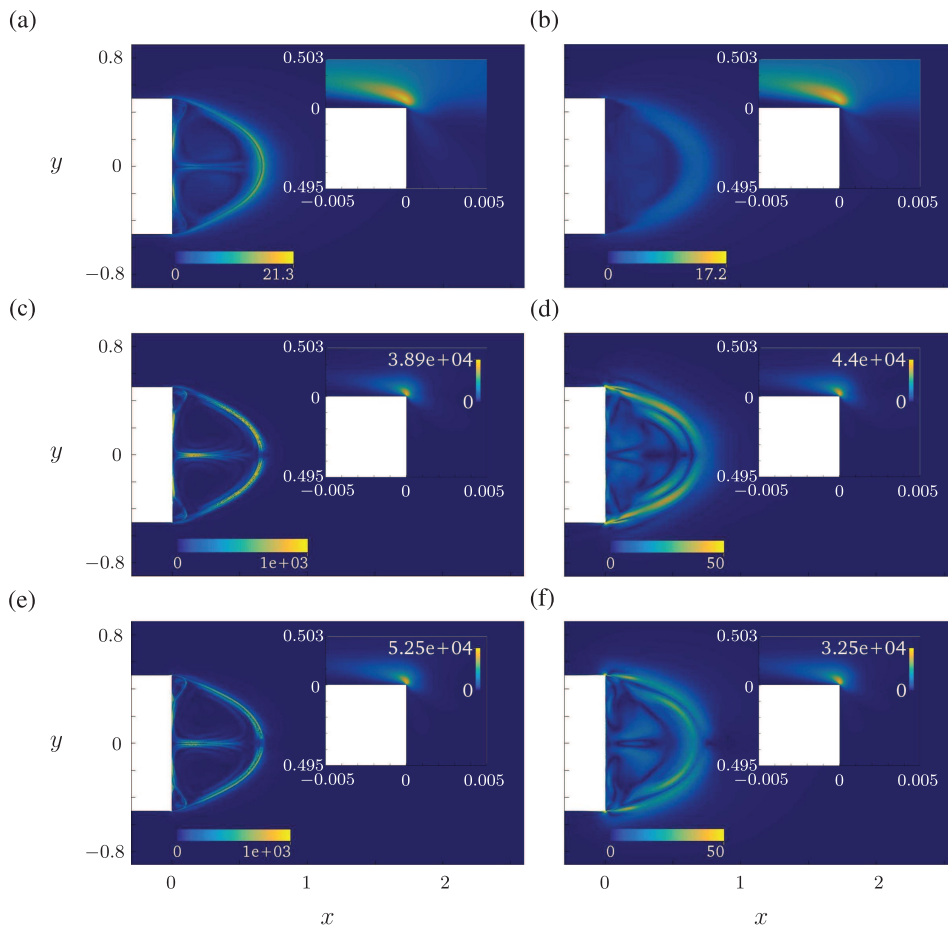 (a) (b)
0.8 0.503 0.503
0 0
y 0
0.495 0.495
−0.005 0 0.005 −0.005 0 0.005
−0.8 0 21.3 0 17.2
(c) (d)
0.8 0.503 3.89e+04 0.503 4.4e+04
0 0 0 0
y 0
0.495 0.495
−0.005 0 0.005 −0.005 0 0.005
−0.8 0 1e+03 0 50
(e) (f)
0.8 0.503 5.25e+04 0.503 3.25e+04
0 0 0 0
y 0
0.495 0.495
−0.005 0 0.005 −0.005 0 0.005
−0.8 0 1e+03 0 50
0 1 2 0 1 2
x x